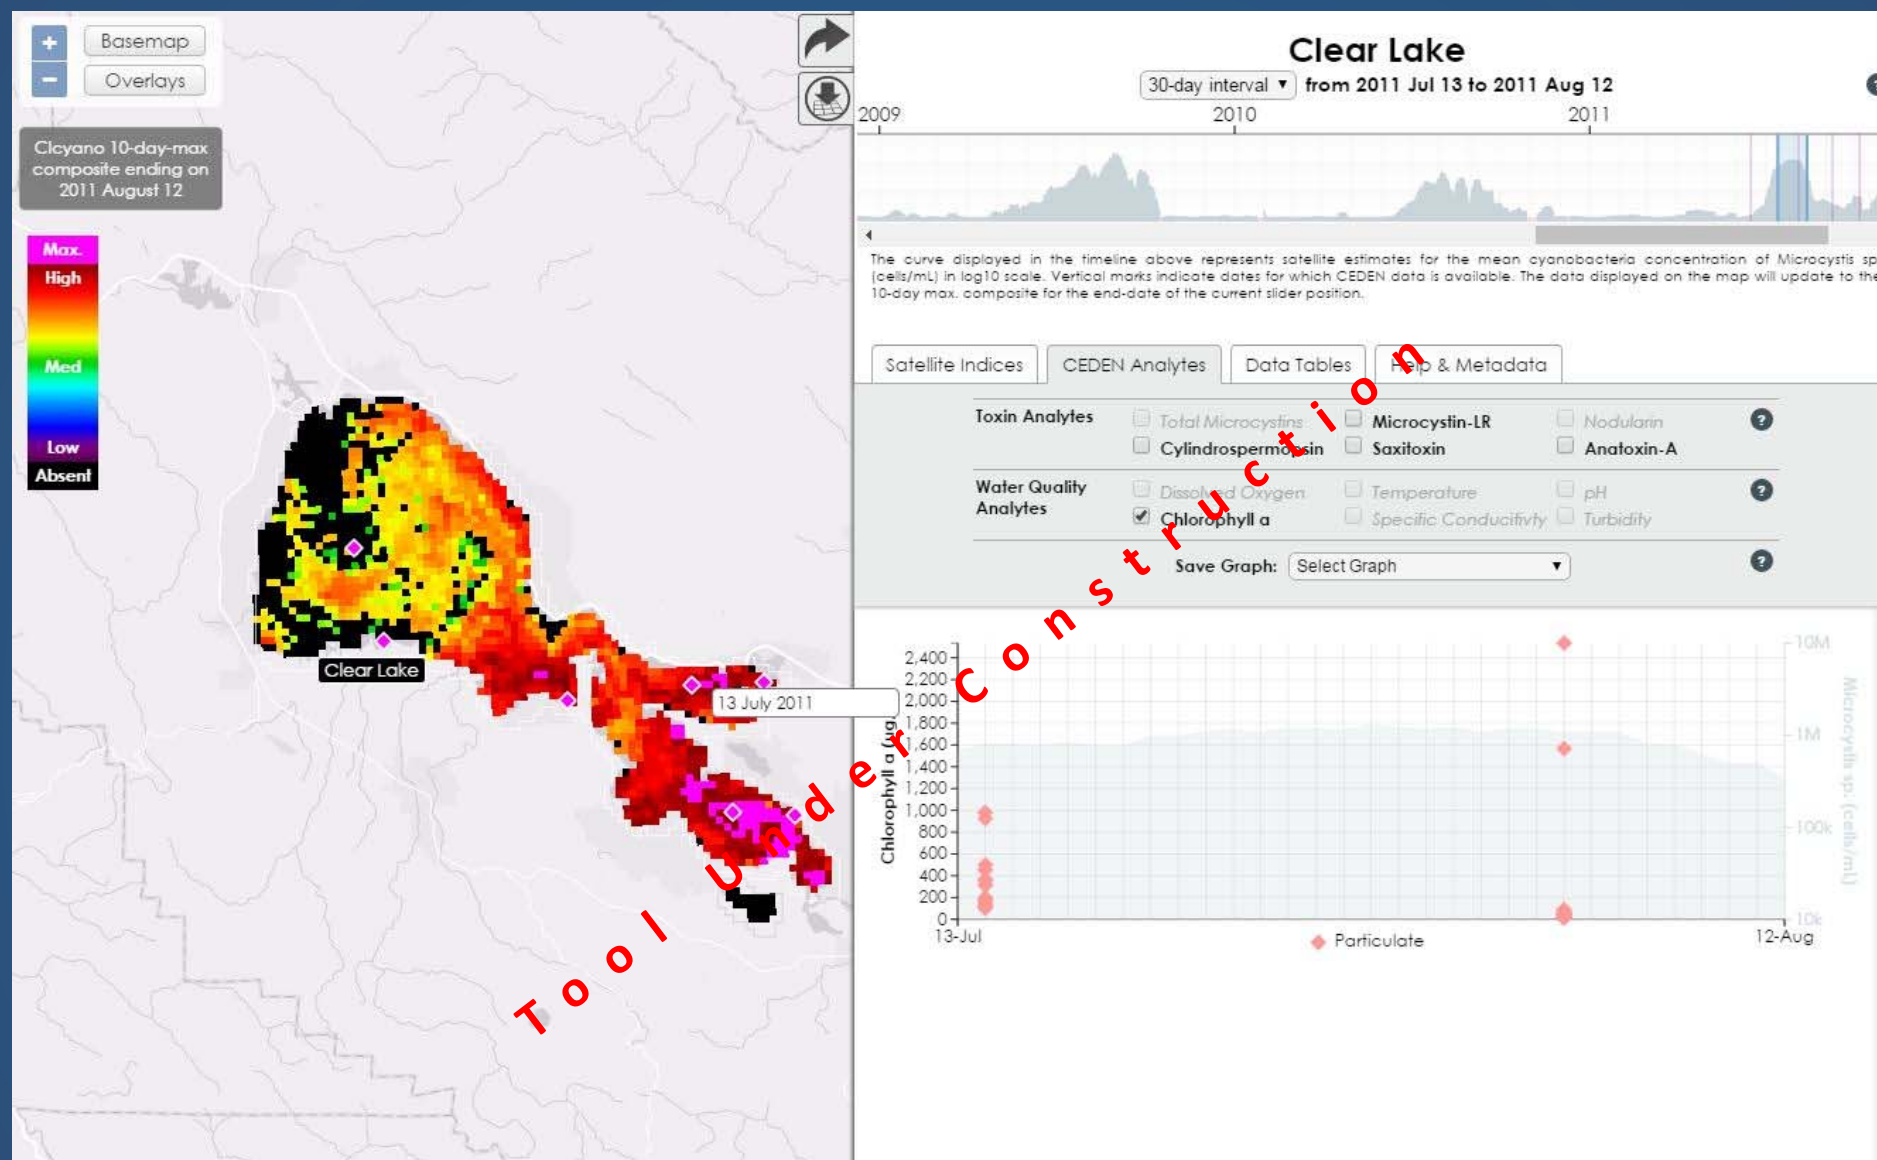 Basemap
Overlays
CIcyano 10-day-max
composite ending on
2011 August 12
Max.
High
Med
Low
Absent
Clear Lake
13 July 2011
Tool Under Construction
Clear Lake
30-day interval from 2011 Jul 13 to 2011 Aug 12
2009 2010 2011
The curve displayed in the timeline above represents satellite estimates for the mean cyanobacteria concentration of Microcystis sp
(cells/mL) in log10 scale. Vertical marks indicate dates for which CEDEN data is available. The data displayed on the map will update to the
10-day max. composite for the end-date of the current slider position.
Satellite Indices CEDEN Analytes Data Tables Help & Metadata
Toxin Analytes Total Microcystins Microcystin-LR Nodularin
Cylindrospermopsin Saxitoxin Anatoxin-A
Water Quality Analytes Dissolved Oxygen Temperature pH
Chlorophyll a Specific Conducitivty Turbidity
Save Graph: Select Graph
2,400
2,200
2,000
1,800
1,600
1,400
1,200
1,000
800
600
400
200
0
Chlorophyll a (ug
10M
1M
100k
10k
Microcystis sp. (cells/mL)
13-Jul 12-Aug
Particulate